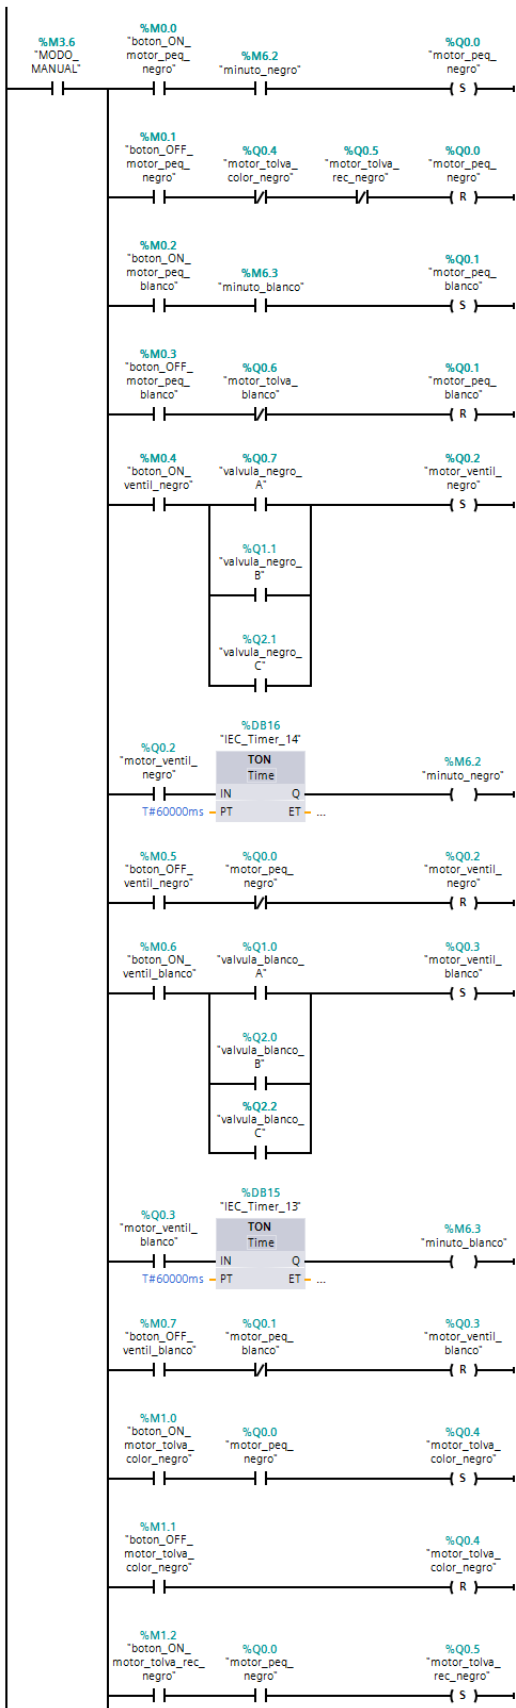 %M3.6
"MODO_
MANUAL"
%M0.0
"boton_ON_
motor_peq_
negro"
%M6.2
"minuto_negro"
%Q0.0
"motor_peq_
negro"
S
%M0.1
"boton_OFF_
motor_peq_
negro"
%Q0.4
"motor_tolva_
color_negro"
%Q0.5
"motor_tolva_
rec_negro"
%Q0.0
"motor_peq_
negro"
R
%M0.2
"boton_ON_
motor_peq_
blanco"
%M6.3
"minuto_blanco"
%Q0.1
"motor_peq_
blanco"
S
%M0.3
"boton_OFF_
motor_peq_
blanco"
%Q0.6
"motor_tolva_
blanco"
%Q0.1
"motor_peq_
blanco"
R
%M0.4
"boton_ON_
ventil_negro"
%Q0.7
"valvula_negro_
A"
%Q0.2
"motor_ventil_
negro"
S
%Q1.1
"valvula_negro_
B"
%Q2.1
"valvula_negro_
C"
%Q0.2
"motor_ventil_
negro"
%DB16
"IEC_Timer_14"
TON
Time
IN Q
T#60000ms PT ET ...
%M6.2
"minuto_negro"
%M0.5
"boton_OFF_
ventil_negro"
%Q0.0
"motor_peq_
negro"
%Q0.2
"motor_ventil_
negro"
R
%M0.6
"boton_ON_
ventil_blanco"
%Q1.0
"valvula_blanco_
A"
%Q0.3
"motor_ventil_
blanco"
S
%Q2.0
"valvula_blanco_
B"
%Q2.2
"valvula_blanco_
C"
%Q0.3
"motor_ventil_
blanco"
%DB15
"IEC_Timer_13"
TON
Time
IN Q
T#60000ms PT ET ...
%M6.3
"minuto_blanco"
%M0.7
"boton_OFF_
ventil_blanco"
%Q0.1
"motor_peq_
blanco"
%Q0.3
"motor_ventil_
blanco"
R
%M1.0
"boton_ON_
motor_tolva_
color_negro"
%Q0.0
"motor_peq_
negro"
%Q0.4
"motor_tolva_
color_negro"
S
%M1.1
"boton_OFF_
motor_tolva_
color_negro"
%Q0.4
"motor_tolva_
color_negro"
R
%M1.2
"boton_ON_
motor_tolva_rec_
negro"
%Q0.0
"motor_peq_
negro"
%Q0.5
"motor_tolva_
rec_negro"
S